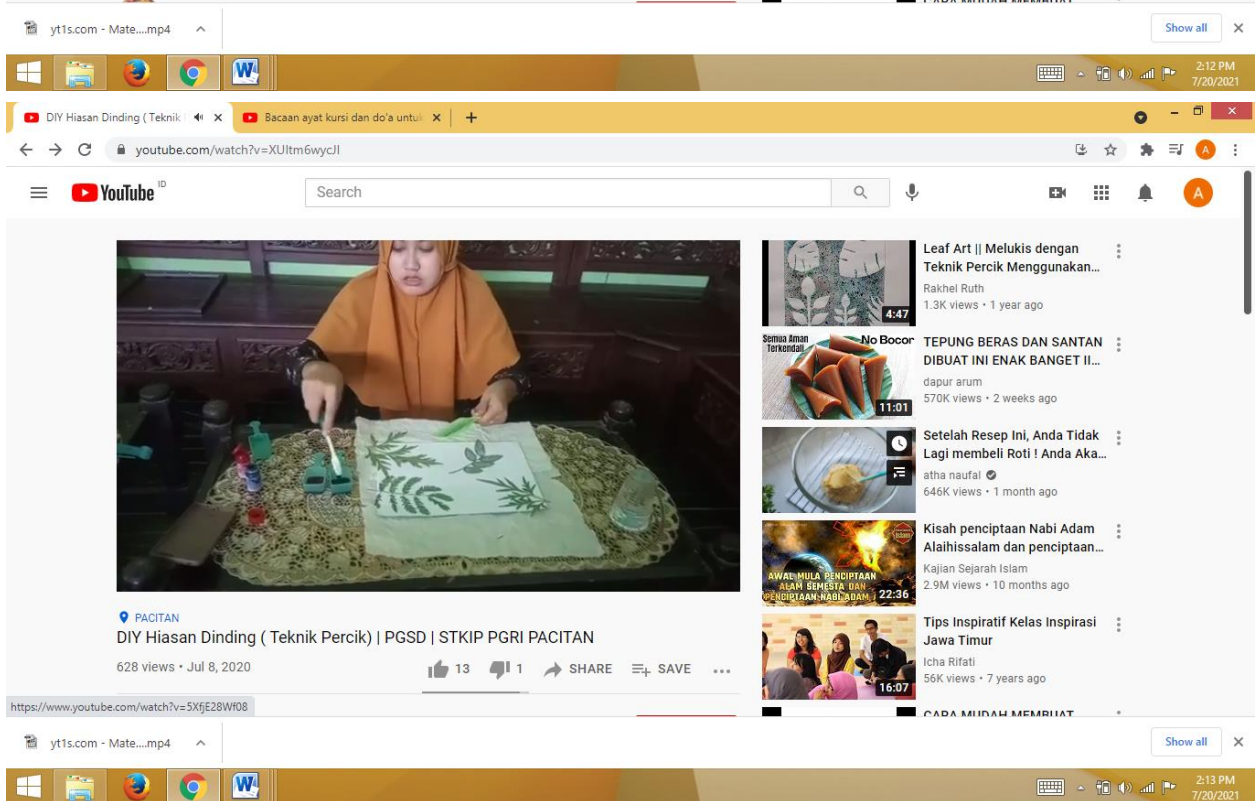 yt1s.com - Mate....mp4
Show all
2:12 PM
7/20/2021
DIY Hiasan Dinding ( Teknik
Bacaan ayat kursi dan do'a untuk
youtube.com/watch?v=XUltm6wycJI
A
YouTube ID
Search
A
Leaf Art || Melukis dengan
Teknik Percik Menggunakan...
Rakhel Ruth
1.3K views • 1 year ago
4:47
Semua Aman
Terkendali
No Bocor
11:01
TEPUNG BERAS DAN SANTAN
DIBUAT INI ENAK BANGET II...
dapur arum
570K views • 2 weeks ago
Setelah Resep Ini, Anda Tidak
Lagi membeli Roti ! Anda Aka...
atha naufal
646K views • 1 month ago
AWAL MULA PENCIPTAAN
ALAM SEMESTA DAN
PENCIPTAAN NABI ADAM
22:36
Kisah penciptaan Nabi Adam
Alaihissalam dan penciptaan...
Kajian Sejarah Islam
2.9M views • 10 months ago
Tips Inspiratif Kelas Inspirasi
Jawa Timur
Icha Rifati
56K views • 7 years ago
16:07
CARA MUDAH MEMBUAT
PACITAN
DIY Hiasan Dinding ( Teknik Percik) | PGSD | STKIP PGRI PACITAN
628 views • Jul 8, 2020
13
1
SHARE
SAVE
https://www.youtube.com/watch?v=5XfjE28Wf08
yt1s.com - Mate....mp4
Show all
2:13 PM
7/20/2021